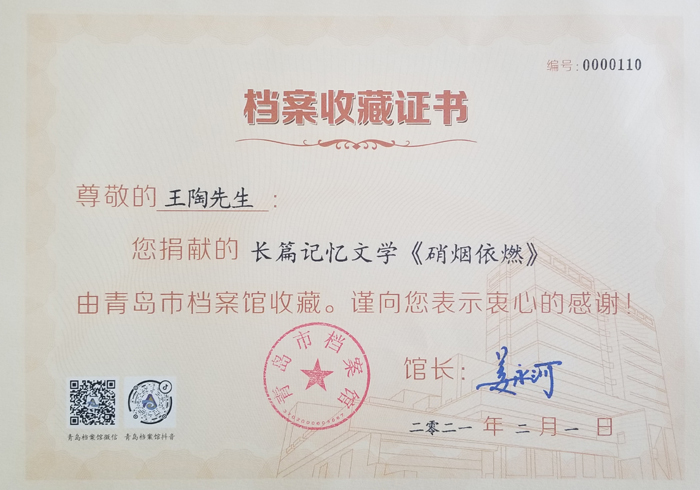 编号:0000110
档案收藏证书
尊敬的王陶先生：
您捐献的 长篇记忆文学《硝烟依燃》
由青岛市档案馆收藏。谨向您表示衷心的感谢！
青岛市档案馆
馆长：姜永河
二零二一年二月一日
青岛档案馆微信 青岛档案馆抖音